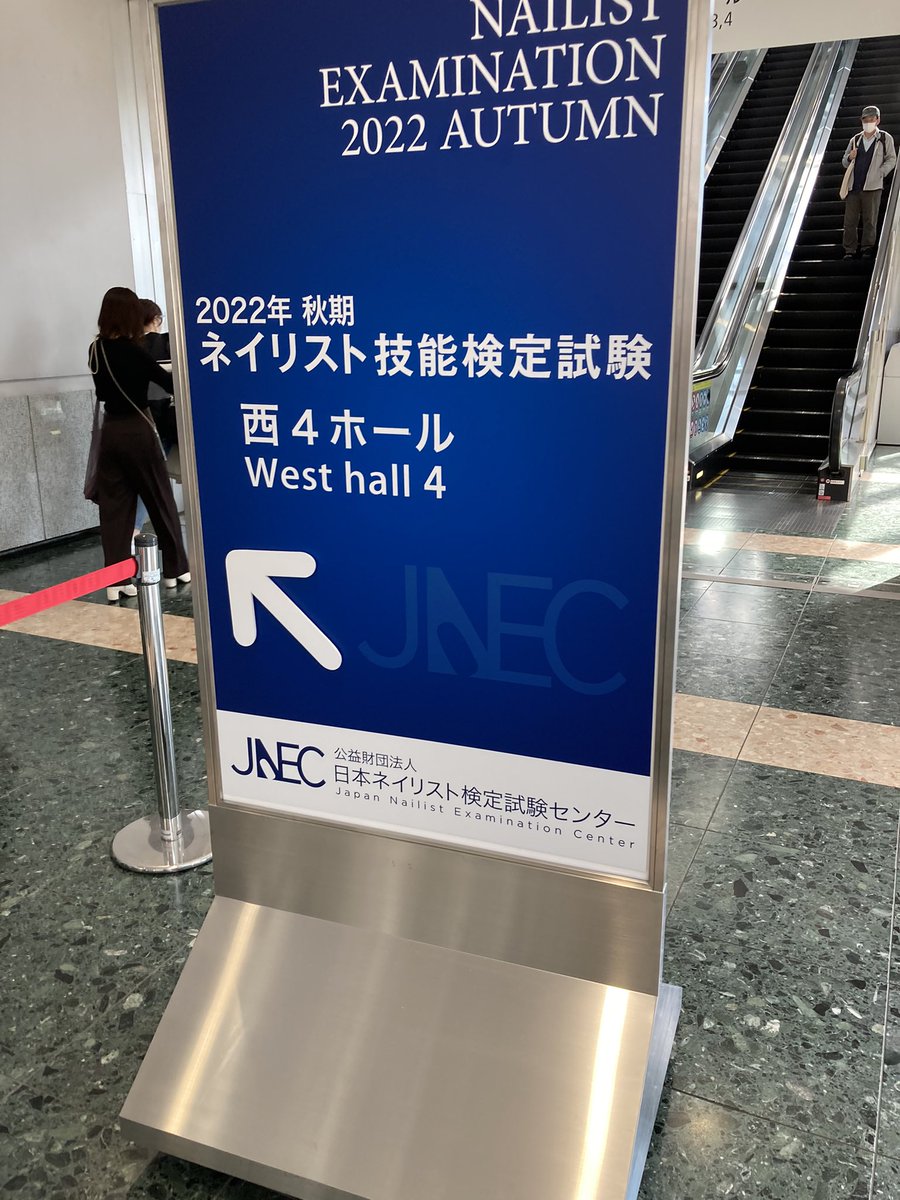 NAILIST
EXAMINATION
2022 AUTUMN
2022年 秋期
ネイリスト技能検定試験
西4ホール
West hall 4
JNEC
JNEC
公益財団法人
日本ネイリスト検定試験センター
Japan Nailist Examination Center
3,4